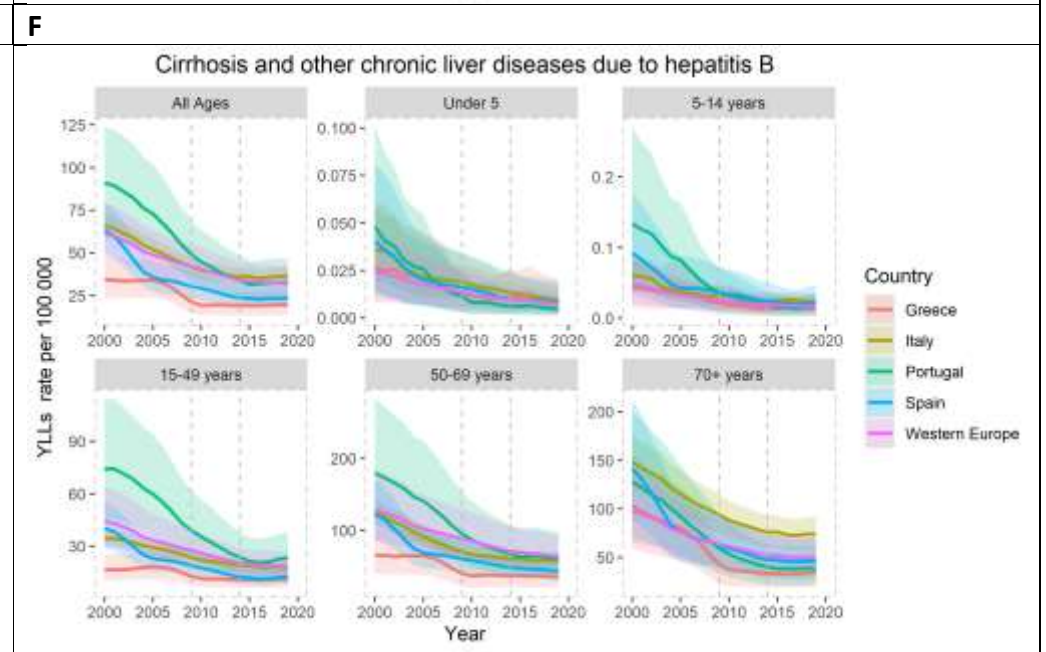 F
Cirrhosis and other chronic liver diseases due to hepatitis B
All Ages
Under 5
5-14 years
125
100
75
50
25
0.100
0.075
0.050
0.025
0.000
0.2
0.1
0.0
2000 2005 2010 2015 2020
2000 2005 2010 2015 2020
2000 2005 2010 2015 2020
YLLs rate per 100 000
15-49 years
50-69 years
70+ years
90
60
30
200
100
200
150
100
50
2000 2005 2010 2015 2020
2000 2005 2010 2015 2020
2000 2005 2010 2015 2020
Year
Country
Greece
Italy
Portugal
Spain
Western Europe